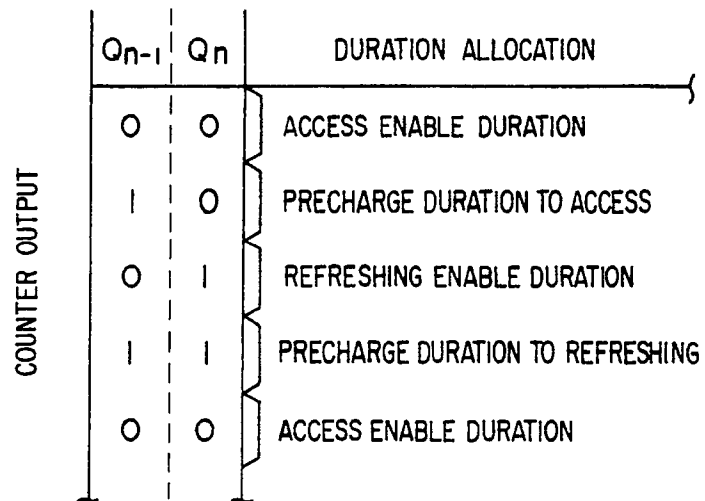 Qn-1 Qn DURATION ALLOCATION
COUNTER OUTPUT
0 0 ACCESS ENABLE DURATION
1 0 PRECHARGE DURATION TO ACCESS
0 1 REFRESHING ENABLE DURATION
1 1 PRECHARGE DURATION TO REFRESHING
0 0 ACCESS ENABLE DURATION